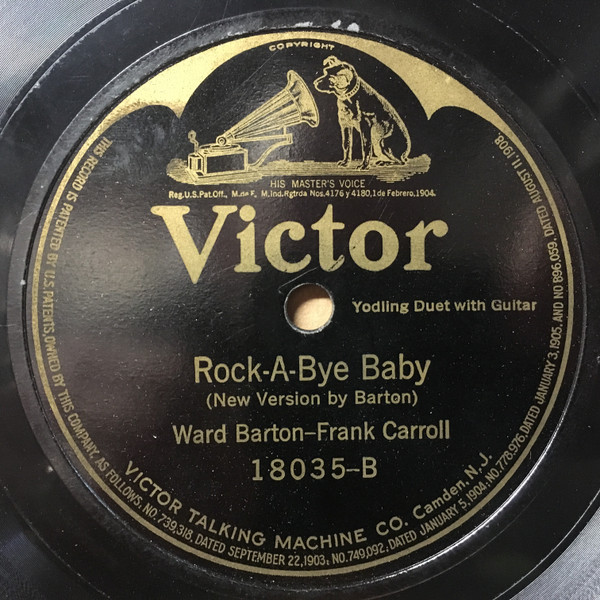 COPYRIGHT
HIS MASTER'S VOICE
Reg.U.S.Pat.Off., M.de F., M.Ind.Rgtrda Nos.4176 y 4180,1 de Febrero,1904.
Victor
Yodling Duet with Guitar
Rock-A-Bye Baby
(New Version by Barton)
Ward Barton–Frank Carroll
18035-B
VICTOR TALKING MACHINE CO. Camden, N.J.
THIS RECORD IS PATENTED BY U.S. PATENTS, OWNED BY THIS COMPANY, AS FOLLOWS, NO.739,318, DATED SEPTEMBER 22,1903; NO.749,092, DATED JANUARY 5,1904; NO.778,976, DATED JANUARY 3,1905, AND NO 896,059, DATED AUGUST 11, 1908.